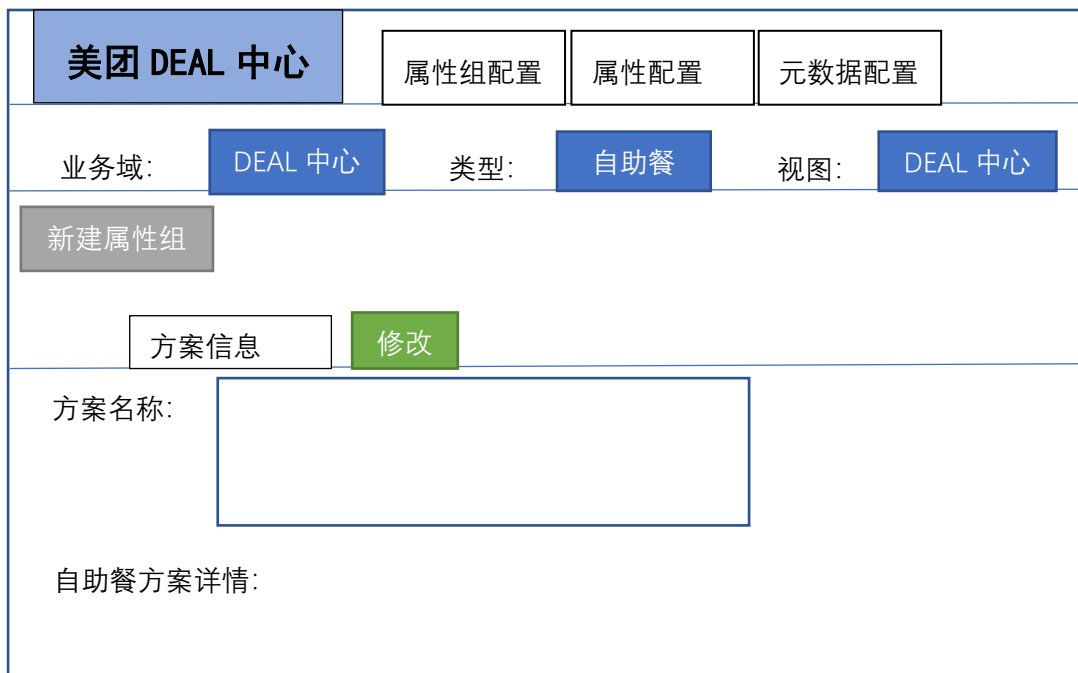 美团 DEAL 中心 属性组配置 属性配置 元数据配置
业务域: DEAL 中心 类型: 自助餐 视图: DEAL 中心
新建属性组
方案信息 修改
方案名称:
自助餐方案详情: